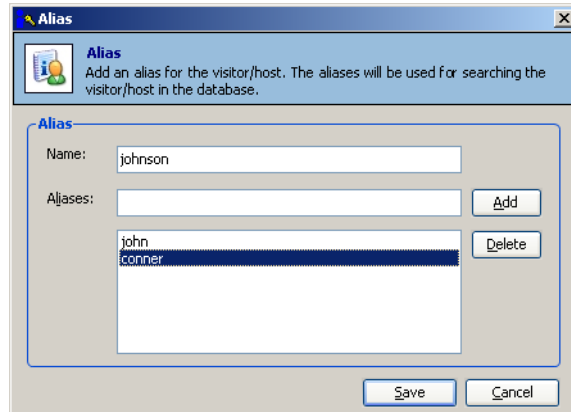 Alias
Alias
Add an alias for the visitor/host. The aliases will be used for searching the
visitor/host in the database.
Alias
Name: johnson
Aliases: Add
john Delete
conner
Save Cancel